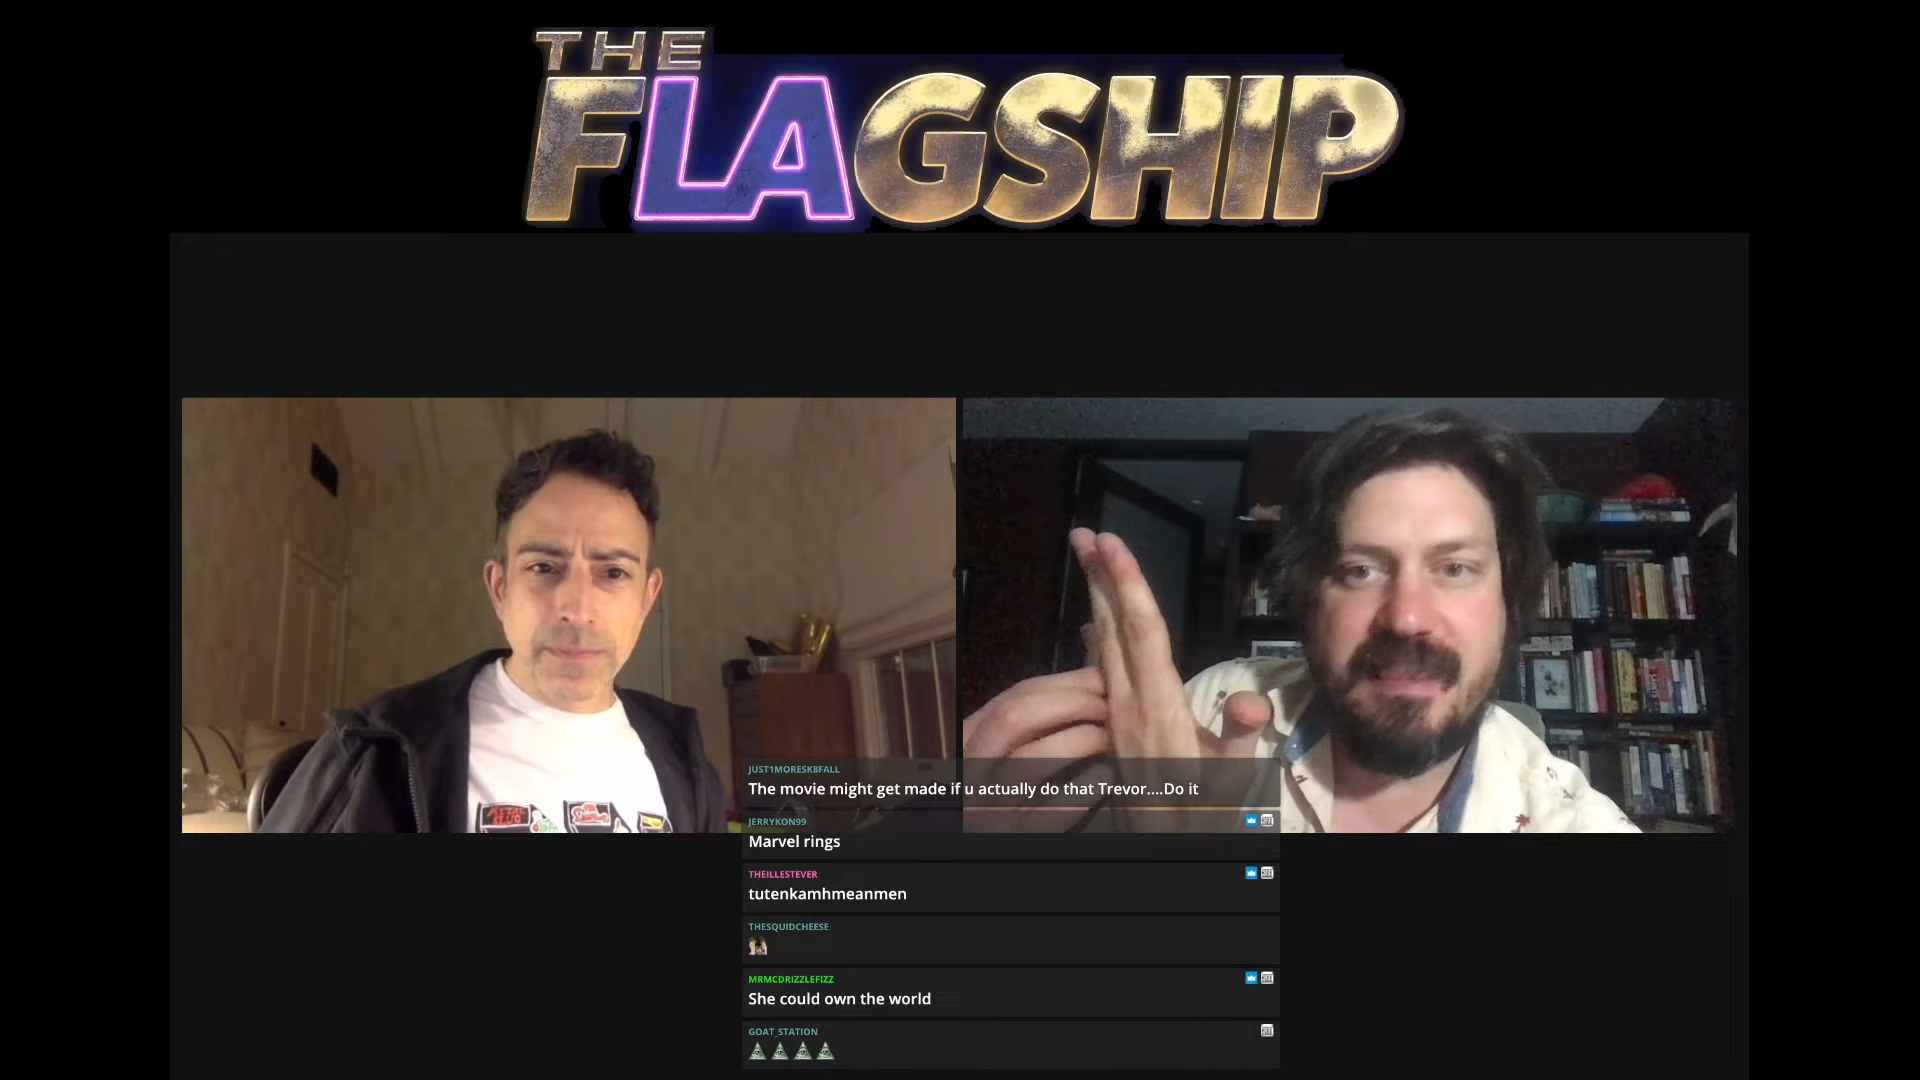 THE
FLAGSHIP
JUST1MORESK8FALL
The movie might get made if u actually do that Trevor....Do it
JERRYKON99
Marvel rings
THEILLESTEVER
tutenkamhmeanmen
THESQUIDCHEESE
MRMCDRIZZLEFIZZ
She could own the world
GOAT_STATION